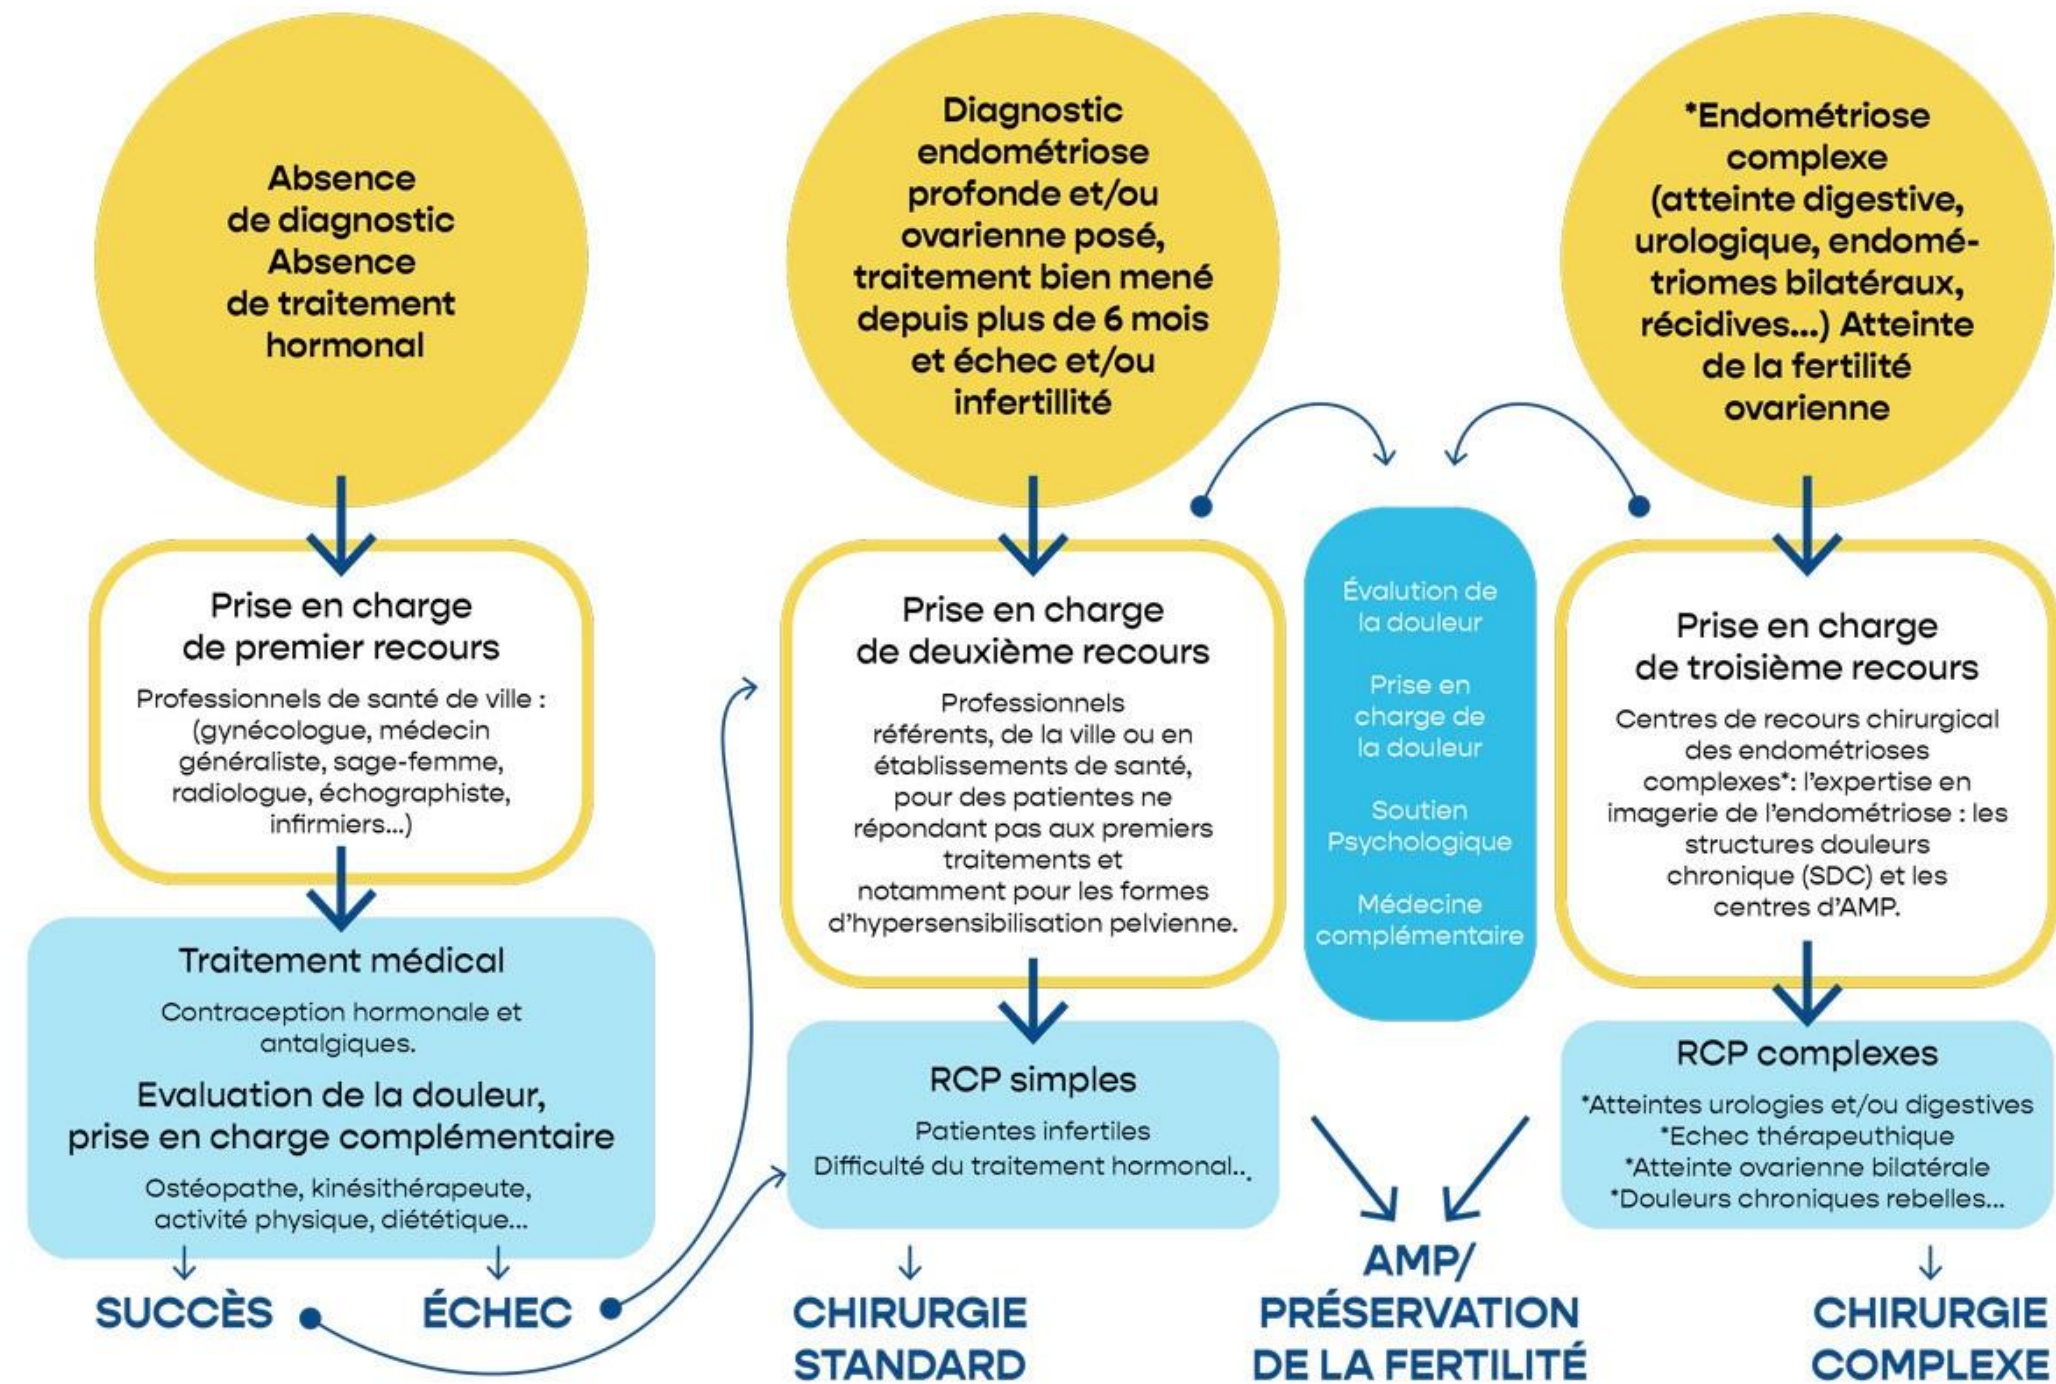 Absence
de diagnostic
Absence
de traitement
hormonal
Prise en charge
de premier recours
Professionnels de santé de ville :
(gynécologue, médecin
généraliste, sage-femme,
radiologue, échographiste,
infirmiers...)
Traitement médical
Contraception hormonale et
antalgiques.
Evaluation de la douleur,
prise en charge complémentaire
Ostéopathe, kinésithérapeute,
activité physique, diététique...
SUCCÈS
ÉCHEC
Diagnostic
endométriose
profonde et/ou
ovarienne posé,
traitement bien mené
depuis plus de 6 mois
et échec et/ou
infertillité
Prise en charge
de deuxième recours
Professionnels
référents, de la ville ou en
établissements de santé,
pour des patientes ne
répondant pas aux premiers
traitements et
notamment pour les formes
d'hypersensibilisation pelvienne.
RCP simples
Patientes infertiles
Difficulté du traitement hormonal...
CHIRURGIE
STANDARD
Évalution de
la douleur
Prise en
charge de
la douleur
Soutien
Psychologique
Médecine
complémentaire
AMP/
PRÉSERVATION
DE LA FERTILITÉ
*Endométriose
complexe
(atteinte digestive,
urologique, endomé-
triomes bilatéraux,
récidives...) Atteinte
de la fertilité
ovarienne
Prise en charge
de troisième recours
Centres de recours chirurgical
des endométrioses
complexes*: l'expertise en
imagerie de l'endométriose : les
structures douleurs
chronique (SDC) et les
centres d'AMP.
RCP complexes
*Atteintes urologies et/ou digestives
*Echec thérapeuthique
*Atteinte ovarienne bilatérale
*Douleurs chroniques rebelles...
CHIRURGIE
COMPLEXE